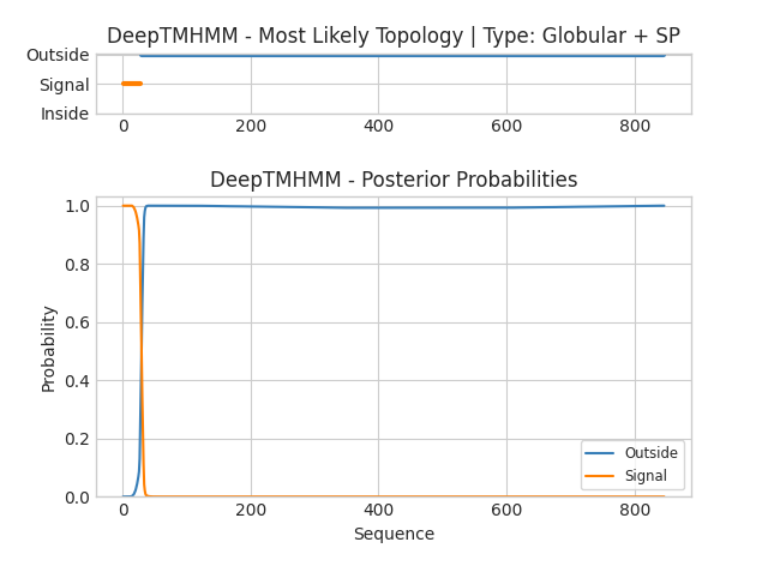 DeepTMHMM - Most Likely Topology | Type: Globular + SP
Outside
Signal
Inside
0 200 400 600 800
DeepTMHMM - Posterior Probabilities
1.0
0.8
0.6
0.4
0.2
0.0
Probability
Outside
Signal
0 200 400 600 800
Sequence